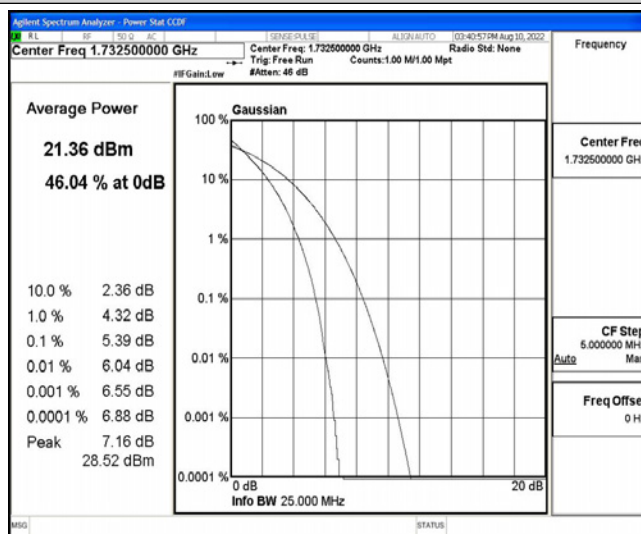 Agilent Spectrum Analyzer - Power Stat CCDF
RL RF 50 Ω AC SENSE:PULSE ALIGN AUTO 03:40:57 PM Aug 10, 2022
Center Freq 1.732500000 GHz
Center Freq: 1.732500000 GHz Radio Std: None
Trig: Free Run Counts:1.00 M/1.00 Mpt
#IFGain:Low #Atten: 46 dB
Frequency
Average Power
21.36 dBm
46.04 % at 0dB
10.0 % 2.36 dB
1.0 % 4.32 dB
0.1 % 5.39 dB
0.01 % 6.04 dB
0.001 % 6.55 dB
0.0001 % 6.88 dB
Peak 7.16 dB
28.52 dBm
Gaussian
100 %
10 %
1 %
0.1 %
0.01 %
0.001 %
0.0001 %
0 dB 20 dB
Info BW 25.000 MHz
Center Fre
1.732500000 GH
CF Step
5.000000 MH
Auto Ma
Freq Offse
0 H
MSG STATUS